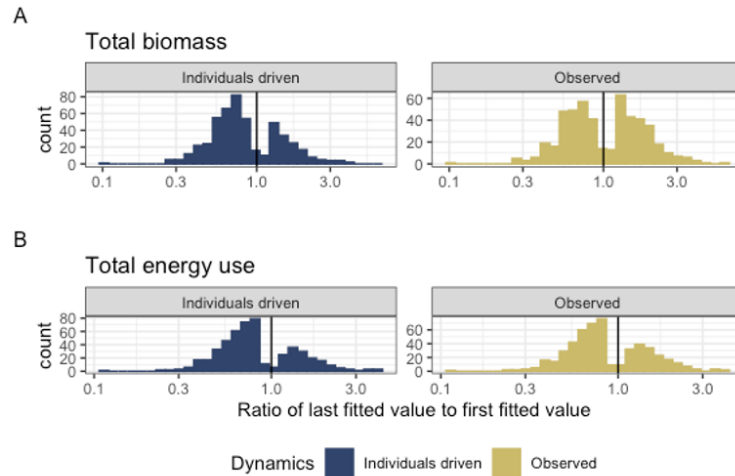 A
Total biomass
Individuals driven
Observed
count
80
60
40
20
0
60
40
20
0
0.1 0.3 1.0 3.0
0.1 0.3 1.0 3.0
B
Total energy use
Individuals driven
Observed
count
80
60
40
20
0
60
40
20
0
0.1 0.3 1.0 3.0
0.1 0.3 1.0 3.0
Ratio of last fitted value to first fitted value
Dynamics Individuals driven Observed